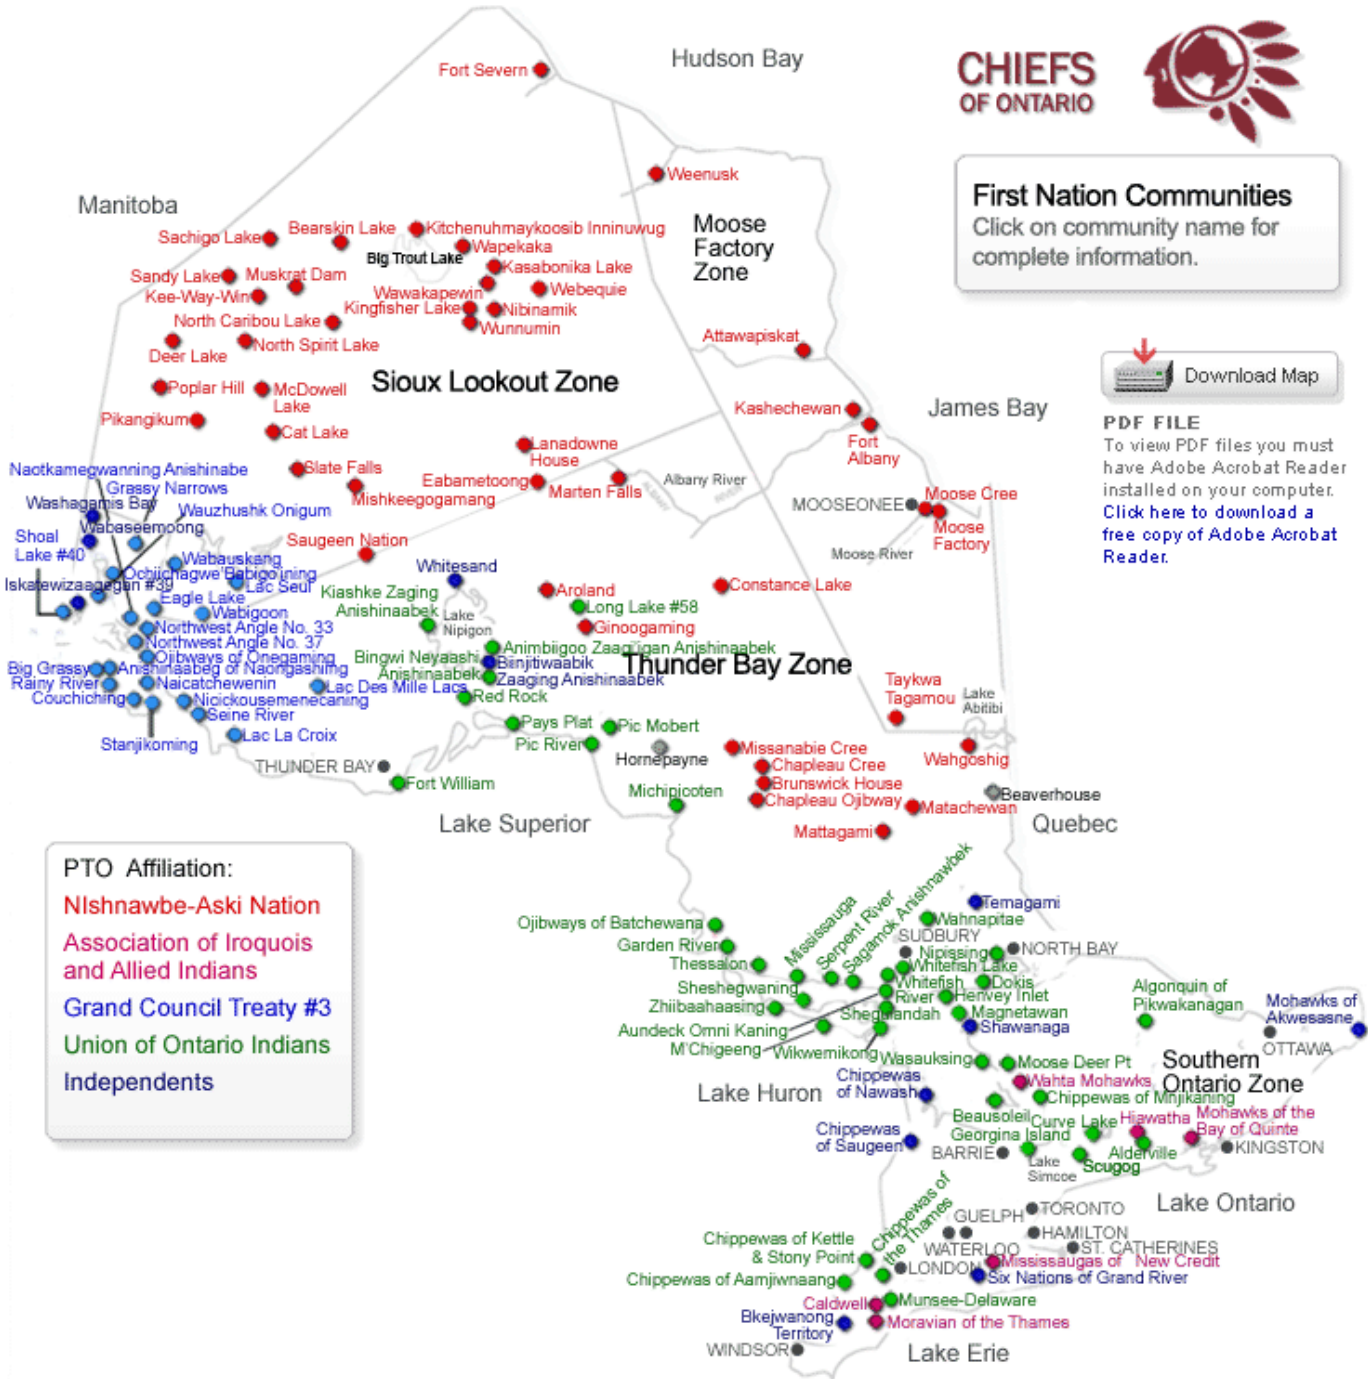 Hudson Bay
CHIEFS
OF ONTARIO
Fort Severn
First Nation Communities
Click on community name for
complete information.
Weenusk
Manitoba
Moose
Factory
Zone
Sachigo Lake
Bearskin Lake
Kitchenuhmaykoosib Inninuwug
Wapekaka
Big Trout Lake
Kasabonika Lake
Sandy Lake
Muskrat Dam
Wawakapewin
Webequie
Kee-Way-Win
Kingfisher Lake
Nibinamik
North Caribou Lake
Wunnumin
Attawapiskat
Deer Lake
North Spirit Lake
Download Map
Sioux Lookout Zone
Poplar Hill
McDowell
Lake
Kashechewan
James Bay
Pikangikum
Cat Lake
Fort
Albany
PDF FILE
To view PDF files you must
have Adobe Acrobat Reader
installed on your computer.
Click here to download a
free copy of Adobe Acrobat
Reader.
Lanadowne
House
Slate Falls
Eabametoong
Marten Falls
Albany River
ALBANY
RIVER
Mishkeegogamang
Naotkamegwanning Anishinabe
Grassy Narrows
Washagamis Bay
Wauzhushk Onigum
Wabaseemoong
Shoal
Lake #40
MOOSEONEE
Moose Cree
Moose
Factory
Moose River
Saugeen Nation
Wabauskang
Ochiichagwe'Babigo'ining
Lac Seul
Iskatewizaagegan #39
Eagle Lake
Wabigoon
Whitesand
Kiashke Zaging
Anishinaabek
Lake
Nipigon
Aroland
Constance Lake
Long Lake #58
Ginoogaming
Northwest Angle No. 33
Northwest Angle No. 37
Ojibways of Onegaming
Animbiigoo Zaagi'igan Anishinaabek
Bingwi Neyaashi
Anishinaabek
Biinjitiwaabik
Zaaging Anishinaabek
Thunder Bay Zone
Big Grassy
Anishinaabeg of Naongashiing
Rainy River
Naicatchewenin
Lac Des Mille Lacs
Red Rock
Couchiching
Nicickousemenecaning
Seine River
Stanjikoming
Lac La Croix
Taykwa
Tagamou
Lake
Abitibi
Pays Plat
Pic Mobert
Pic River
Hornepayne
Missanabie Cree
Chapleau Cree
Brunswick House
Chapleau Ojibway
Wahgoshig
THUNDER BAY
Fort William
Michipicoten
Matachewan
Beaverhouse
Lake Superior
Mattagami
Quebec
PTO Affiliation:
NIshnawbe-Aski Nation
Association of Iroquois
and Allied Indians
Grand Council Treaty #3
Union of Ontario Indians
Independents
Temagami
Ojibways of Batchewana
Mississauga
Serpent River
Sagamok Anishnawbek
Wahnapitae
SUDBURY
Garden River
Nipissing
NORTH BAY
Thessalon
Whitefish Lake
Sheshegwaning
Whitefish
River
Dokis
Zhiibaahaasing
Henvey Inlet
Algonquin of
Pikwakanagan
Mohawks of
Akwesasne
Aundeck Omni Kaning
Sheguiandah
Magnetawan
Shawanaga
M'Chigeeng
Wikwemikong
Wasauksing
Moose Deer Pt
OTTAWA
Southern
Ontario Zone
Lake Huron
Chippewas
of Nawash
Wahta Mohawks
Chippewas of Mnjikaning
Beausoleil
Curve Lake
Hiawatha
Mohawks of the
Bay of Quinte
Chippewas
of Saugeen
Georgina Island
BARRIE
Lake
Simcoe
Scugog
Alderville
KINGSTON
Lake Ontario
Chippewas of
the Thames
GUELPH
TORONTO
Chippewas of Kettle
& Stony Point
WATERLOO
HAMILTON
ST. CATHERINES
LONDON
Mississaugas of New Credit
Chippewas of Aamjiwnaang
Six Nations of Grand River
Caldwell
Munsee-Delaware
Bkejwanong
Territory
Moravian of the Thames
WINDSOR
Lake Erie